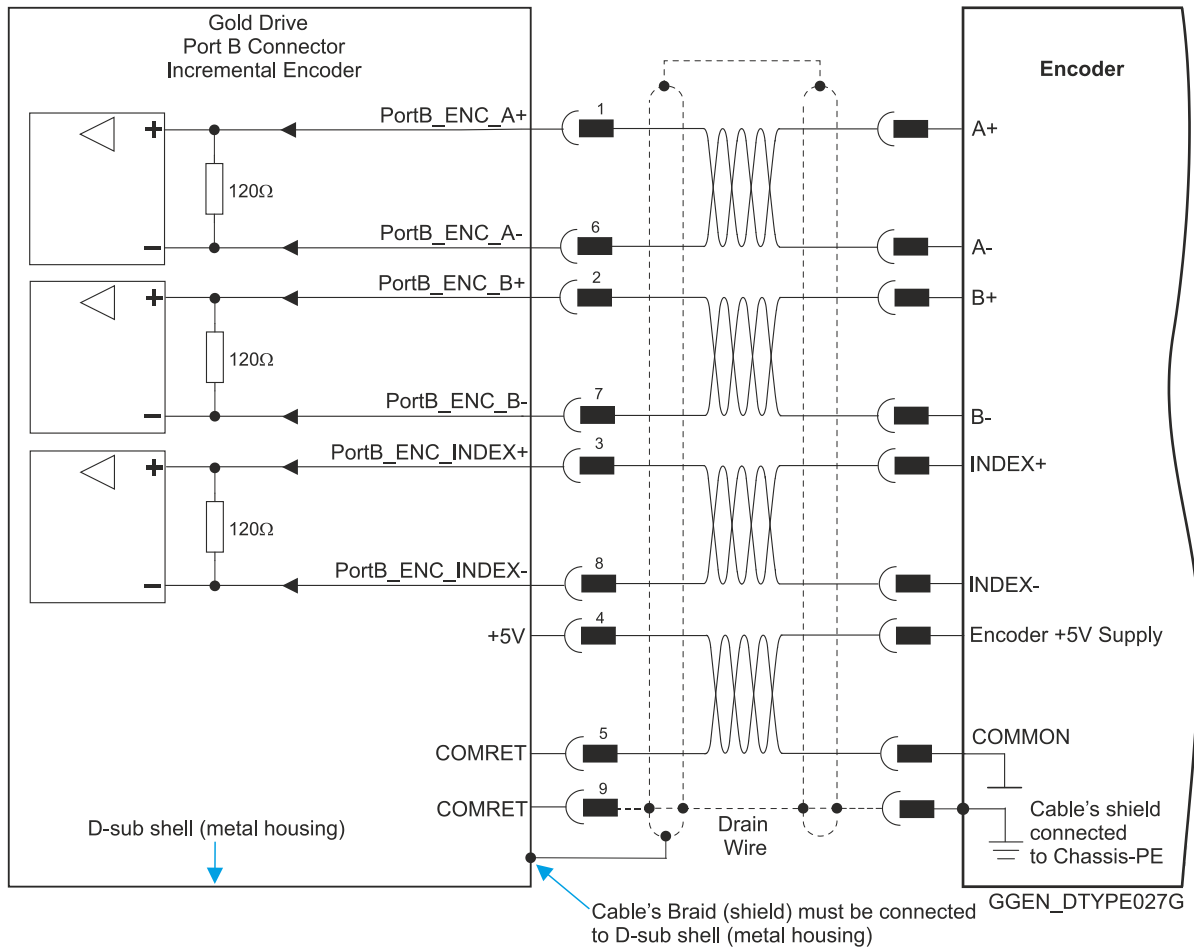 Gold Drive
Port B Connector
Incremental Encoder
Encoder
+
PortB_ENC_A+
1
A+
120Ω
−
PortB_ENC_A-
6
A-
+
PortB_ENC_B+
2
B+
120Ω
−
PortB_ENC_B-
7
B-
+
PortB_ENC_INDEX+
3
INDEX+
120Ω
−
PortB_ENC_INDEX-
8
INDEX-
+5V
4
Encoder +5V Supply
COMRET
5
COMMON
COMRET
9
Drain
Wire
Cable's shield
connected
to Chassis-PE
D-sub shell (metal housing)
GGEN_DTYPE027G
Cable's Braid (shield) must be connected
to D-sub shell (metal housing)